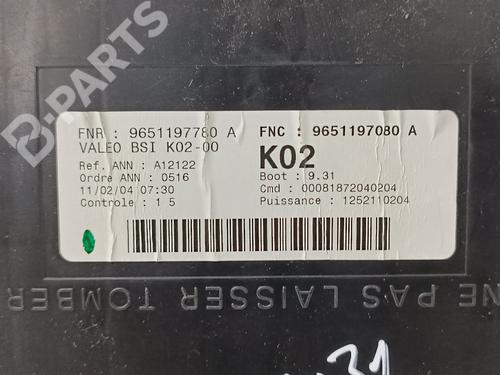 B-PARTS
FNR : 9651197780 A FNC : 9651197080 A
VALEO BSI K02-00 K02
Ref. ANN : A12122 Boot : 9.31
Ordre ANN : 0516 Cmd : 00081872040204
11/02/04 07:30 Puissance : 1252110204
Controle : 1 5
NE PAS LAISSER TOMBER
31